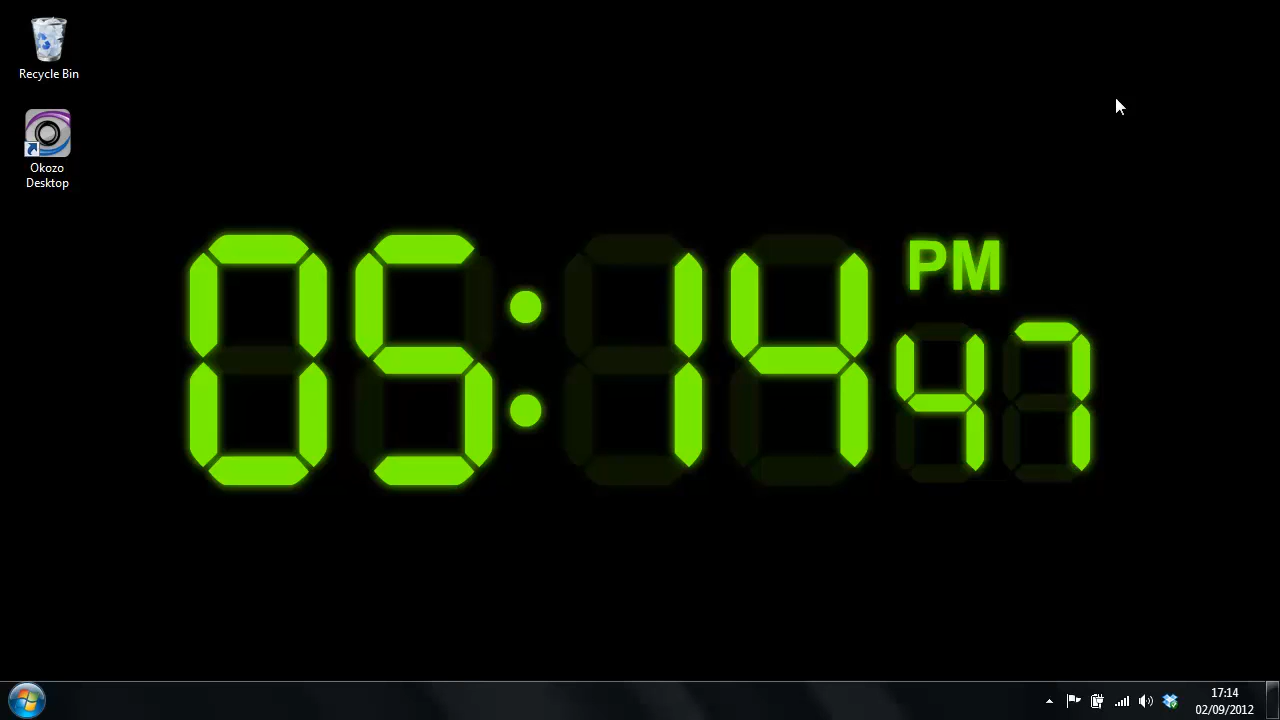 Recycle Bin
Okozo
Desktop
05:14 PM
47
17:14
02/09/2012